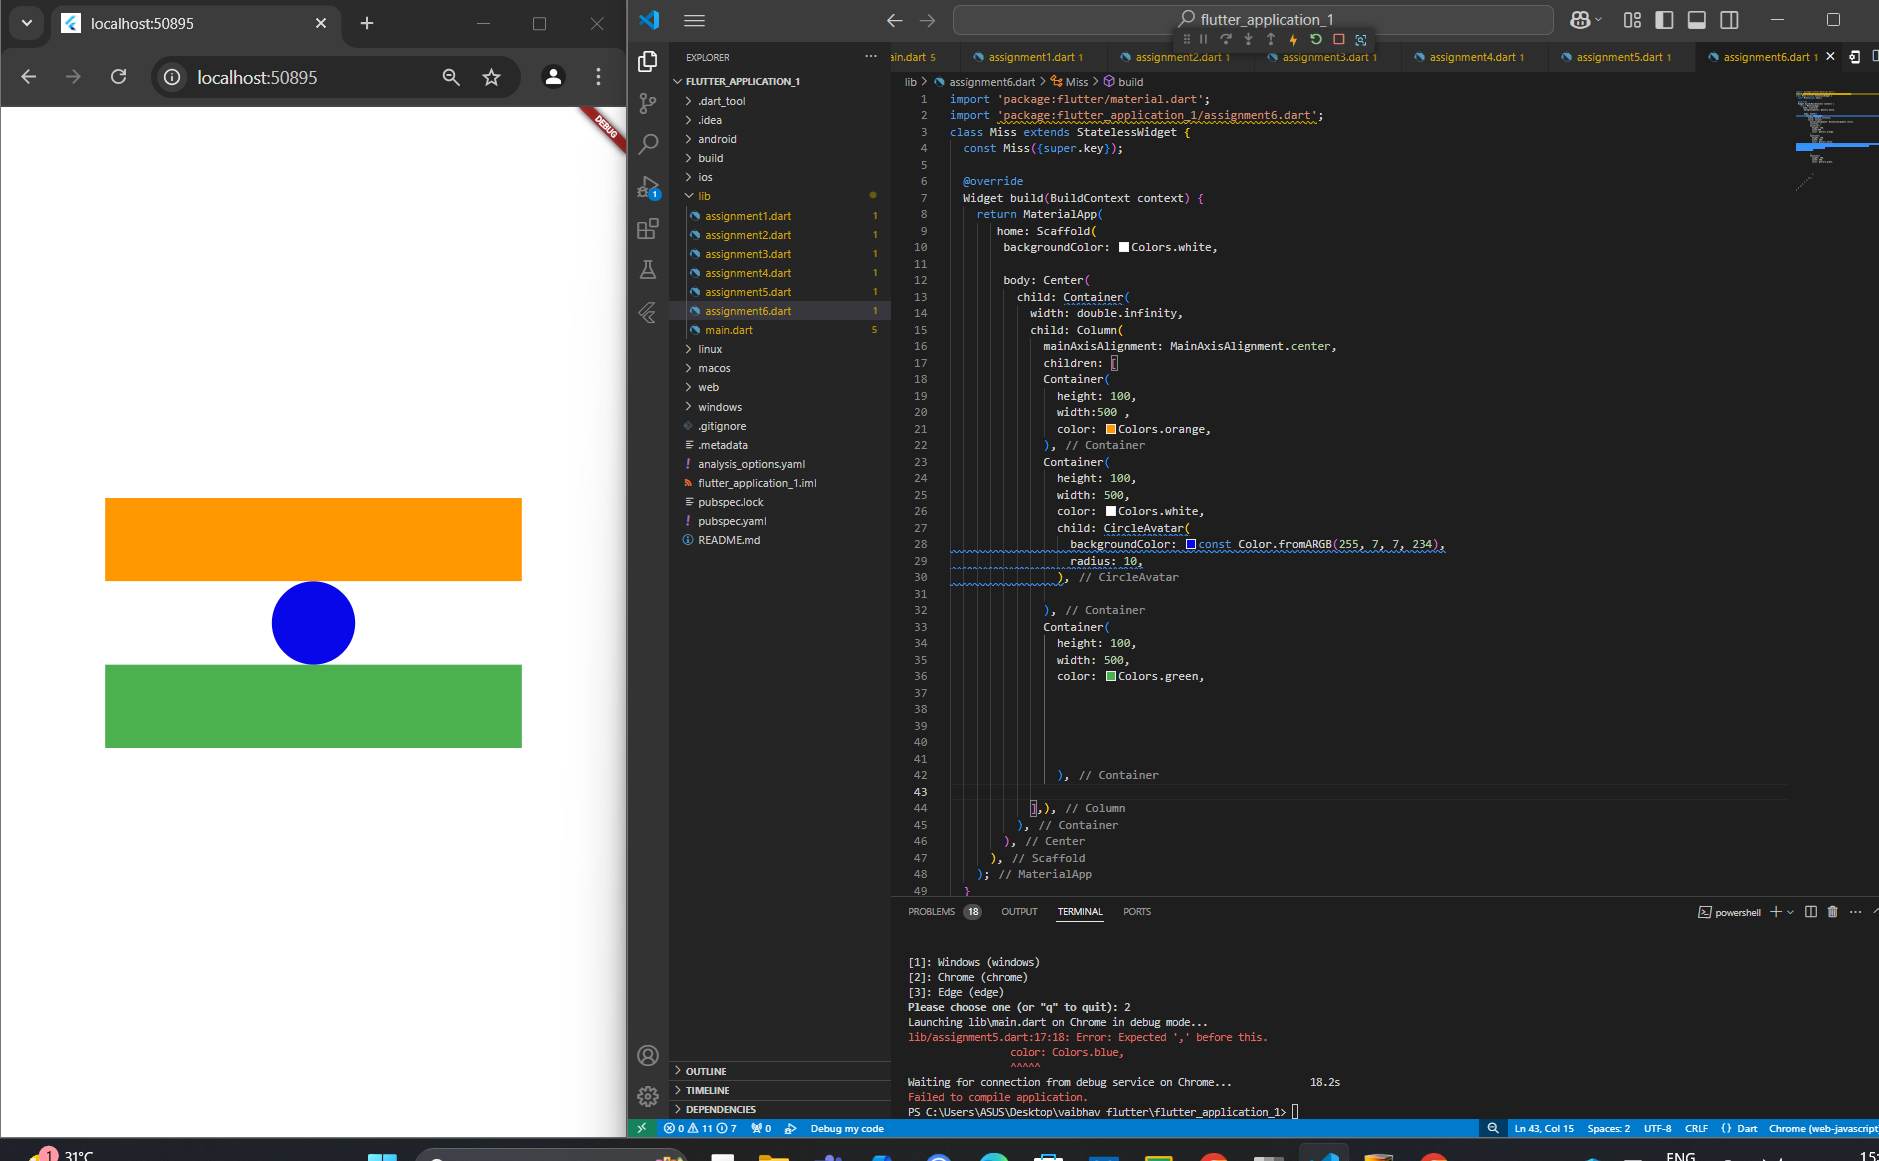 localhost:50895
localhost:50895
DEBUG
flutter_application_1
EXPLORER
FLUTTER_APPLICATION_1
.dart_tool
.idea
android
build
ios
lib
assignment1.dart 1
assignment2.dart 1
assignment3.dart 1
assignment4.dart 1
assignment5.dart 1
assignment6.dart 1
main.dart 5
linux
macos
web
windows
.gitignore
.metadata
analysis_options.yaml
flutter_application_1.iml
pubspec.lock
pubspec.yaml
README.md
OUTLINE
TIMELINE
DEPENDENCIES
1
ain.dart 5 assignment1.dart 1 assignment2.dart 1 assignment3.dart 1 assignment4.dart 1 assignment5.dart 1 assignment6.dart 1
lib > assignment6.dart > Miss > build
1 import 'package:flutter/material.dart';
2 import 'package:flutter_application_1/assignment6.dart';
3 class Miss extends StatelessWidget {
4 const Miss({super.key});
5
6 @override
7 Widget build(BuildContext context) {
8 return MaterialApp(
9 home: Scaffold(
10 backgroundColor: Colors.white,
11
12 body: Center(
13 child: Container(
14 width: double.infinity,
15 child: Column(
16 mainAxisAlignment: MainAxisAlignment.center,
17 children: [
18 Container(
19 height: 100,
20 width:500 ,
21 color: Colors.orange,
22 ), // Container
23 Container(
24 height: 100,
25 width: 500,
26 color: Colors.white,
27 child: CircleAvatar(
28 backgroundColor: const Color.fromARGB(255, 7, 7, 234),
29 radius: 10,
30 ), // CircleAvatar
31
32 ), // Container
33 Container(
34 height: 100,
35 width: 500,
36 color: Colors.green,
37
38
39
40
41
42 ), // Container
43
44 ],), // Column
45 ), // Container
46 ), // Center
47 ), // Scaffold
48 ); // MaterialApp
49 }
PROBLEMS 18 OUTPUT TERMINAL PORTS
powershell
[1]: Windows (windows)
[2]: Chrome (chrome)
[3]: Edge (edge)
Please choose one (or "q" to quit): 2
Launching lib\main.dart on Chrome in debug mode...
lib/assignment5.dart:17:18: Error: Expected ',' before this.
color: Colors.blue,
^^^^^
Waiting for connection from debug service on Chrome... 18.2s
Failed to compile application.
PS C:\Users\ASUS\Desktop\vaibhav flutter\flutter_application_1>
0 11 7 0 Debug my code Ln 43, Col 15 Spaces: 2 UTF-8 CRLF {} Dart Chrome (web-javascript
1 31°C ENG